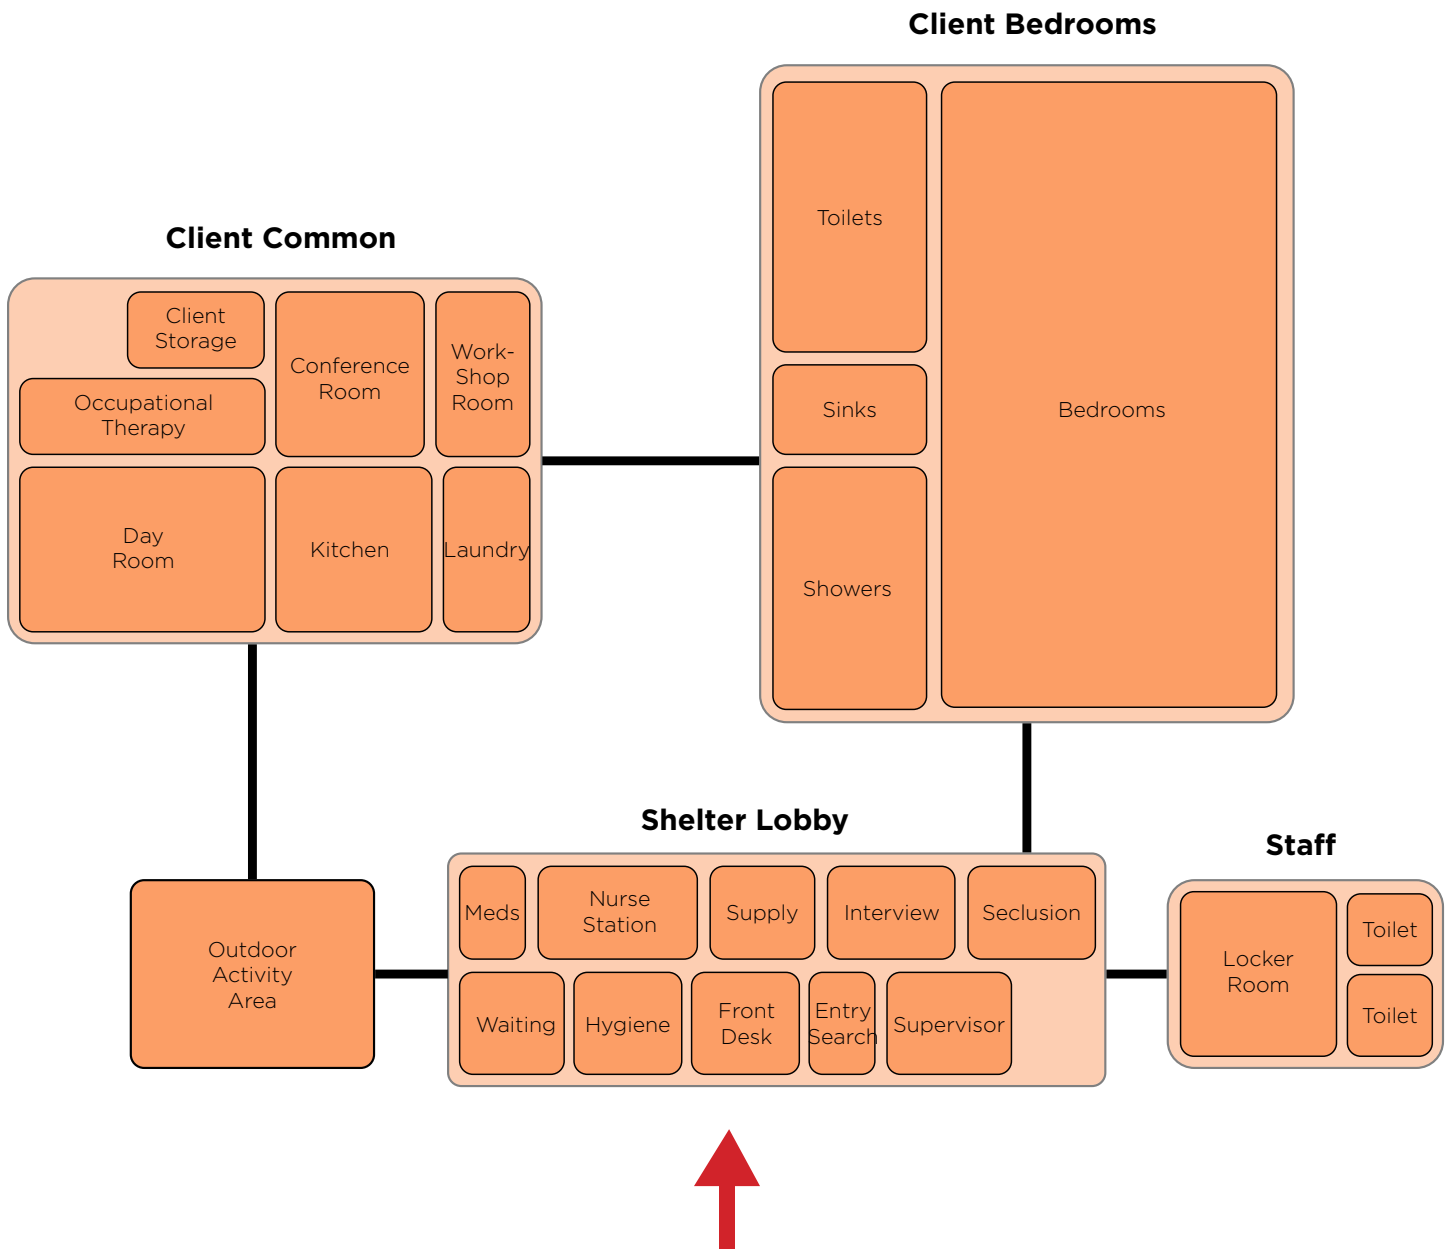 Client Bedrooms
Toilets
Sinks
Showers
Bedrooms
Client Common
Client
Storage
Conference
Room
Work-
Shop
Room
Occupational
Therapy
Day
Room
Kitchen
Laundry
Shelter Lobby
Meds
Nurse
Station
Supply
Interview
Seclusion
Waiting
Hygiene
Front
Desk
Entry
Search
Supervisor
Staff
Locker
Room
Toilet
Toilet
Outdoor
Activity
Area